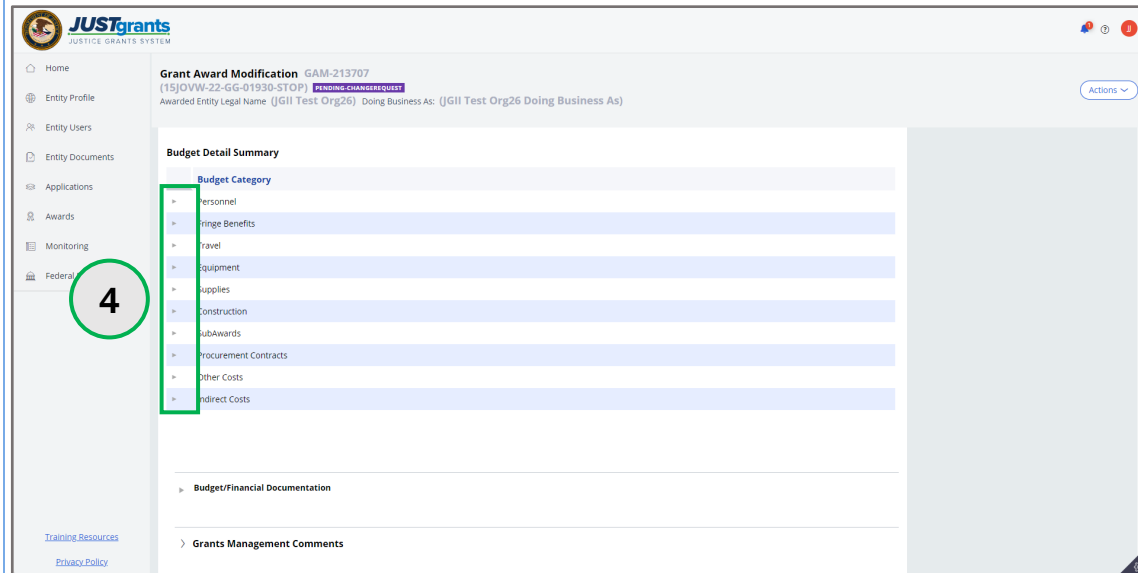 JUSTgrants
JUSTICE GRANTS SYSTEM
1
JJ
Home
Entity Profile
Entity Users
Entity Documents
Applications
Awards
Monitoring
Federal
4
Grant Award Modification GAM-213707
(15JOVW-22-GG-01930-STOP) PENDING-CHANGEREQUEST
Awarded Entity Legal Name (JGII Test Org26) Doing Business As: (JGII Test Org26 Doing Business As)
Actions
Budget Detail Summary
Budget Category
Personnel
Fringe Benefits
Travel
Equipment
Supplies
Construction
SubAwards
Procurement Contracts
Other Costs
Indirect Costs
Budget/Financial Documentation
Grants Management Comments
Training Resources
Privacy Policy